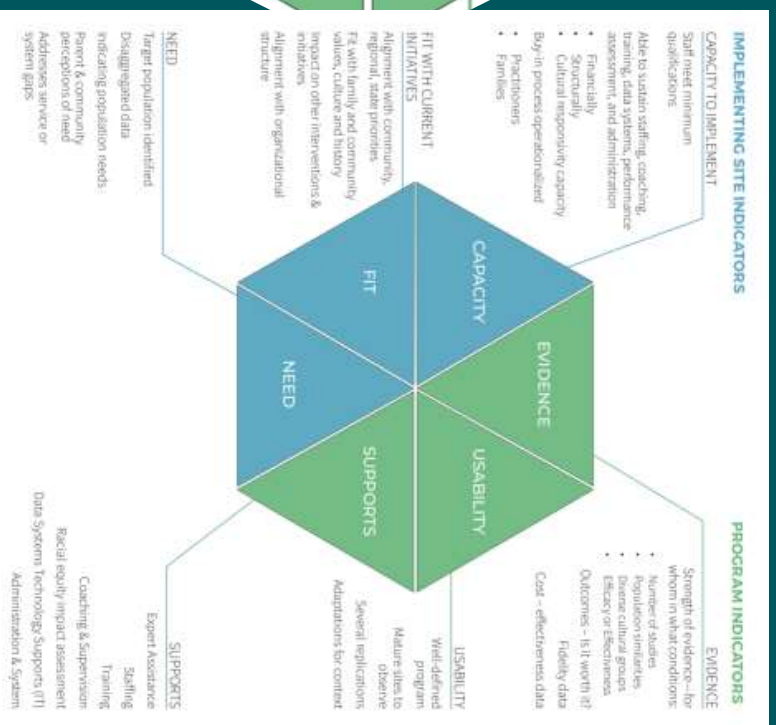 IMPLEMENTING SITE INDICATORS
CAPACITY TO IMPLEMENT
Staff meet minimum
qualifications
Able to sustain staffing, coaching,
training, data systems, performance
assessment, and administration
• Financially
• Structurally
• Cultural responsivity capacity
Buy-in process operationalized
• Practitioners
• Families
FIT WITH CURRENT
INITIATIVES
Alignment with community,
regional, state priorities
Fit with family and community
values, culture and history
Impact on other interventions &
initiatives
Alignment with organizational
structure
NEED
Target population identified
Disaggregated data
indicating population needs
Parent & community
perceptions of need
Addresses service or
system gaps
CAPACITY
FIT
NEED
EVIDENCE
USABILITY
SUPPORTS
PROGRAM INDICATORS
EVIDENCE
Strength of evidence—for
whom in what conditions:
• Number of studies
• Population similarities
• Diverse cultural groups
• Efficacy or Effectiveness
Outcomes – Is it worth it?
Fidelity data
Cost – effectiveness data
USABILITY
Well-defined
program
Mature sites to
observe
Several replications
Adaptations for context
SUPPORTS
Expert Assistance
Staffing
Training
Coaching & Supervision
Racial equity impact assessment
Data Systems Technology Supports (IT)
Administration & System